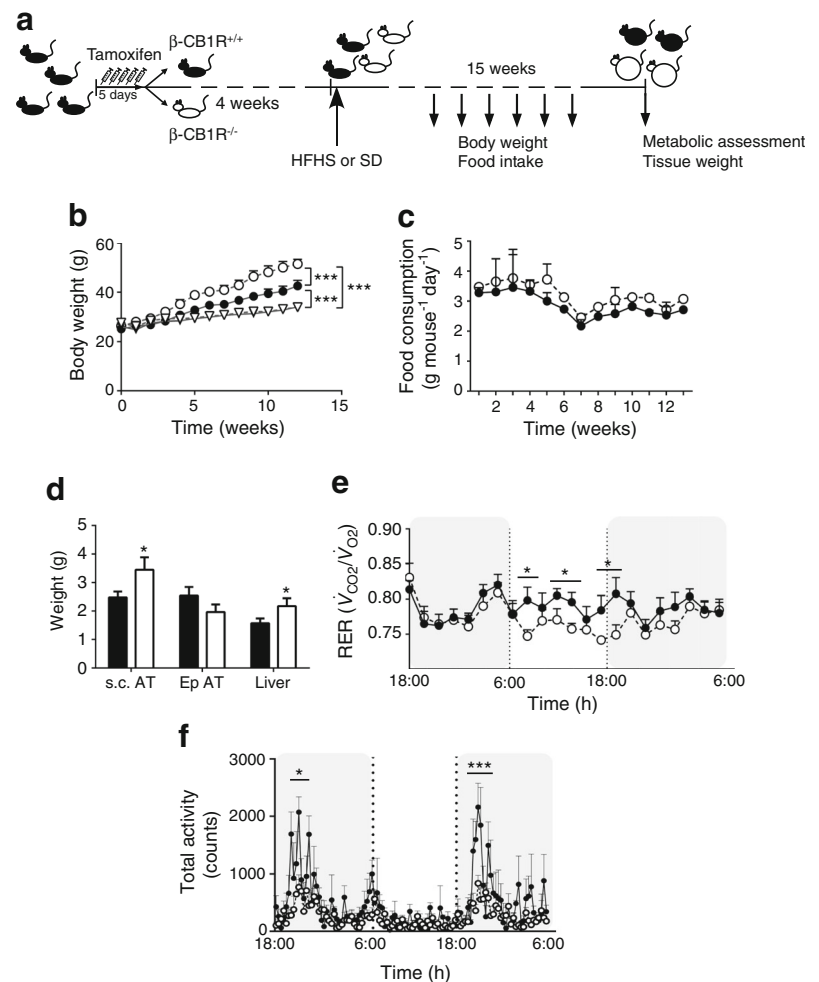 a
Tamoxifen
β-CB1R+/+
5 days
4 weeks
β-CB1R-/-
HFHS or SD
15 weeks
Body weight
Food intake
Metabolic assessment
Tissue weight
b
Body weight (g)
60
40
20
0
0 5 10 15
Time (weeks)
***
***
***
c
Food consumption
(g mouse-1 day-1)
5
4
3
2
1
0
2 4 6 8 10 12
Time (weeks)
d
Weight (g)
5
4
3
2
1
0
* *
s.c. AT Ep AT Liver
e
RER (V̇CO2/V̇O2)
0.90
0.85
0.80
0.75
* * *
18:00 6:00 18:00 6:00
Time (h)
f
Total activity
(counts)
3000
2000
1000
0
* ***
18:00 6:00 18:00 6:00
Time (h)